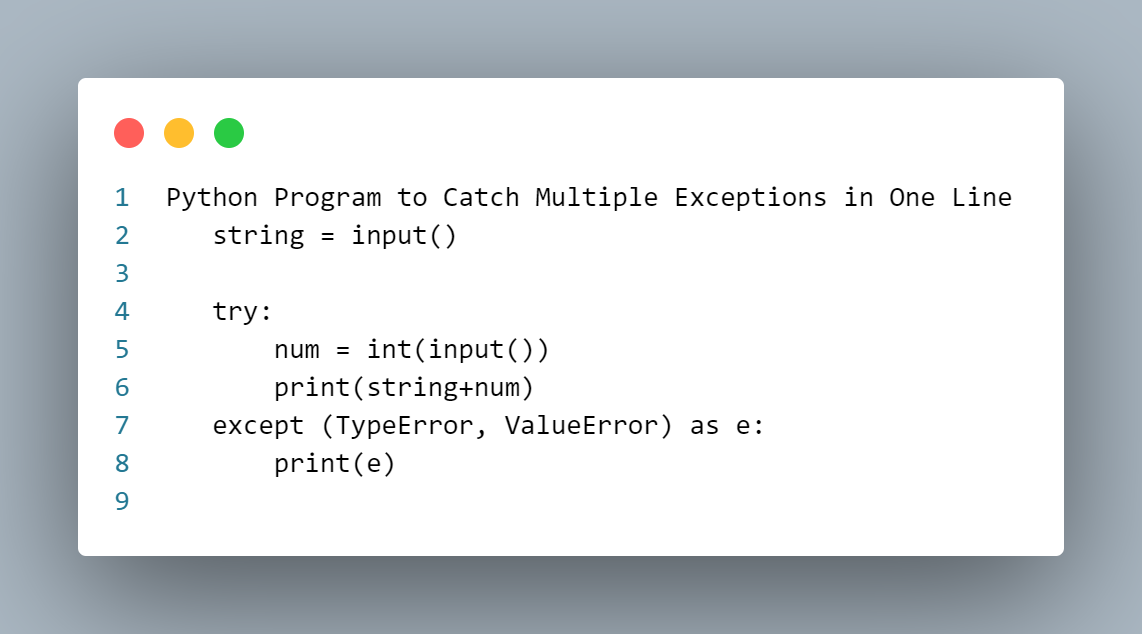 1 Python Program to Catch Multiple Exceptions in One Line
2    string = input()
3
4    try:
5        num = int(input())
6        print(string+num)
7    except (TypeError, ValueError) as e:
8        print(e)
9